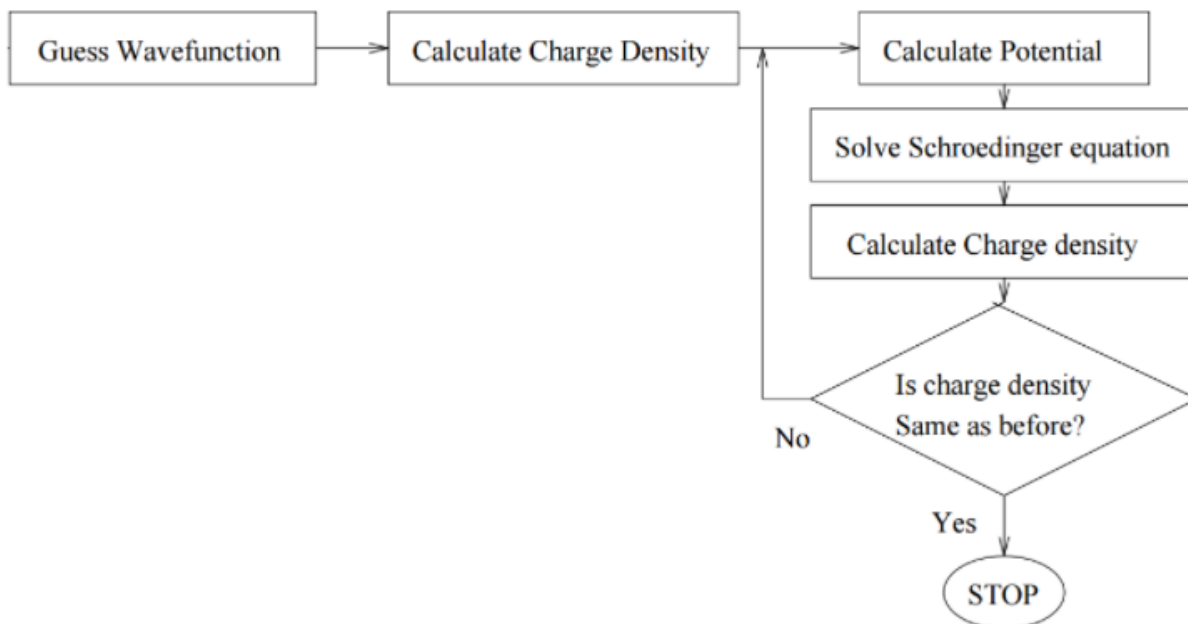 Guess Wavefunction
Calculate Charge Density
Calculate Potential
Solve Schroedinger equation
Calculate Charge density
Is charge density
Same as before?
No
Yes
STOP